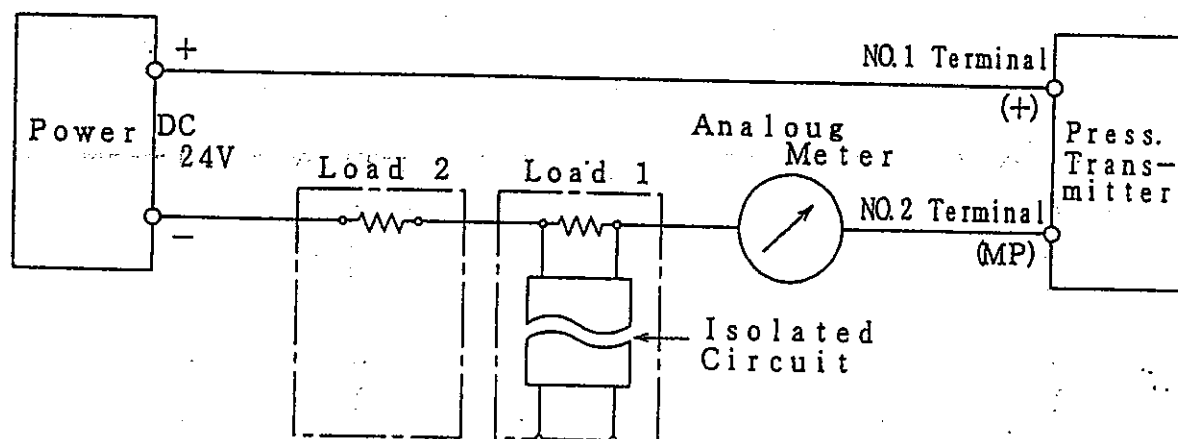 +
NO.1 Terminal
(+)
Power
DC
24V
Analoug
Meter
Press.
Trans-
mitter
Load 2
Load 1
NO.2 Terminal
(MP)
−
Isolated
Circuit